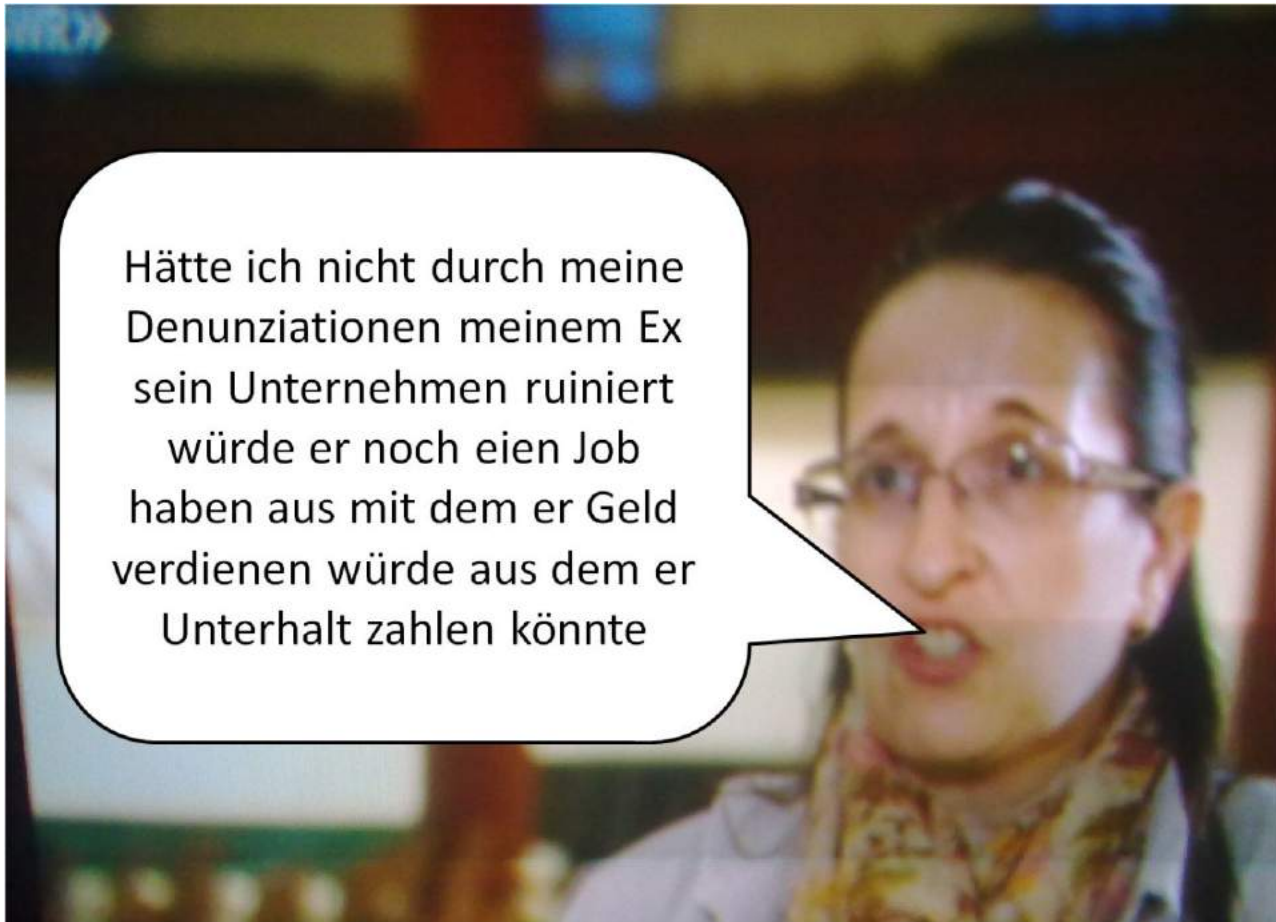 Hätte ich nicht durch meine
Denunziationen meinem Ex
sein Unternehmen ruiniert
würde er noch eien Job
haben aus mit dem er Geld
verdienen würde aus dem er
Unterhalt zahlen könnte